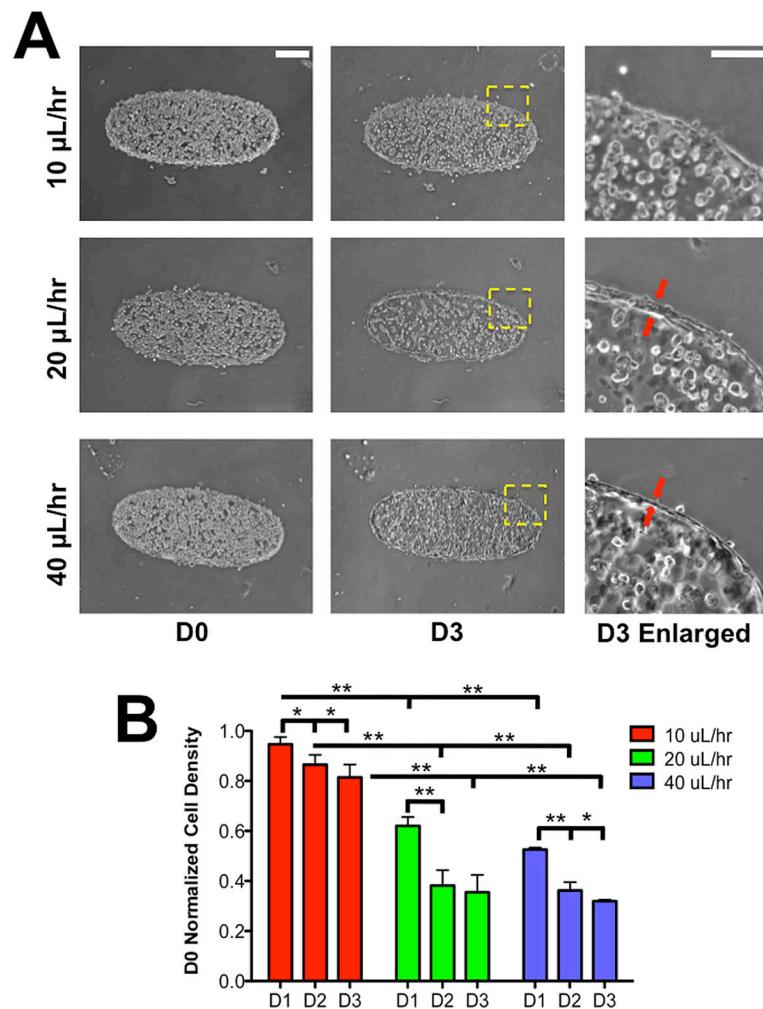 A
10 µL/hr
20 µL/hr
40 µL/hr
D0
D3
D3 Enlarged
B
** **
* *
** **
** **
**
** *
D0 Normalized Cell Density
1.0
0.8
0.6
0.4
0.2
0.0
D1 D2 D3 D1 D2 D3 D1 D2 D3
10 uL/hr
20 uL/hr
40 uL/hr